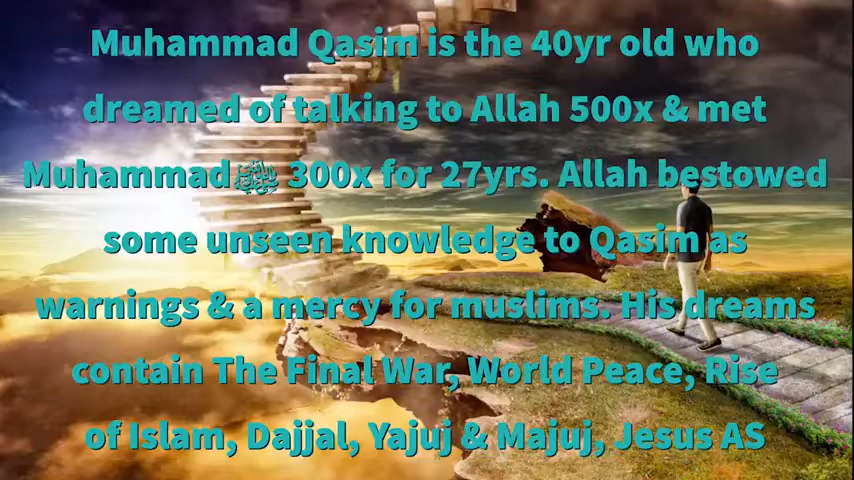 Muhammad Qasim is the 40yr old who
dreamed of talking to Allah 500x & met
Muhammadﷺ 300x for 27yrs. Allah bestowed
some unseen knowledge to Qasim as
warnings & a mercy for muslims. His dreams
contain The Final War, World Peace, Rise
of Islam, Dajjal, Yajuj & Majuj, Jesus AS